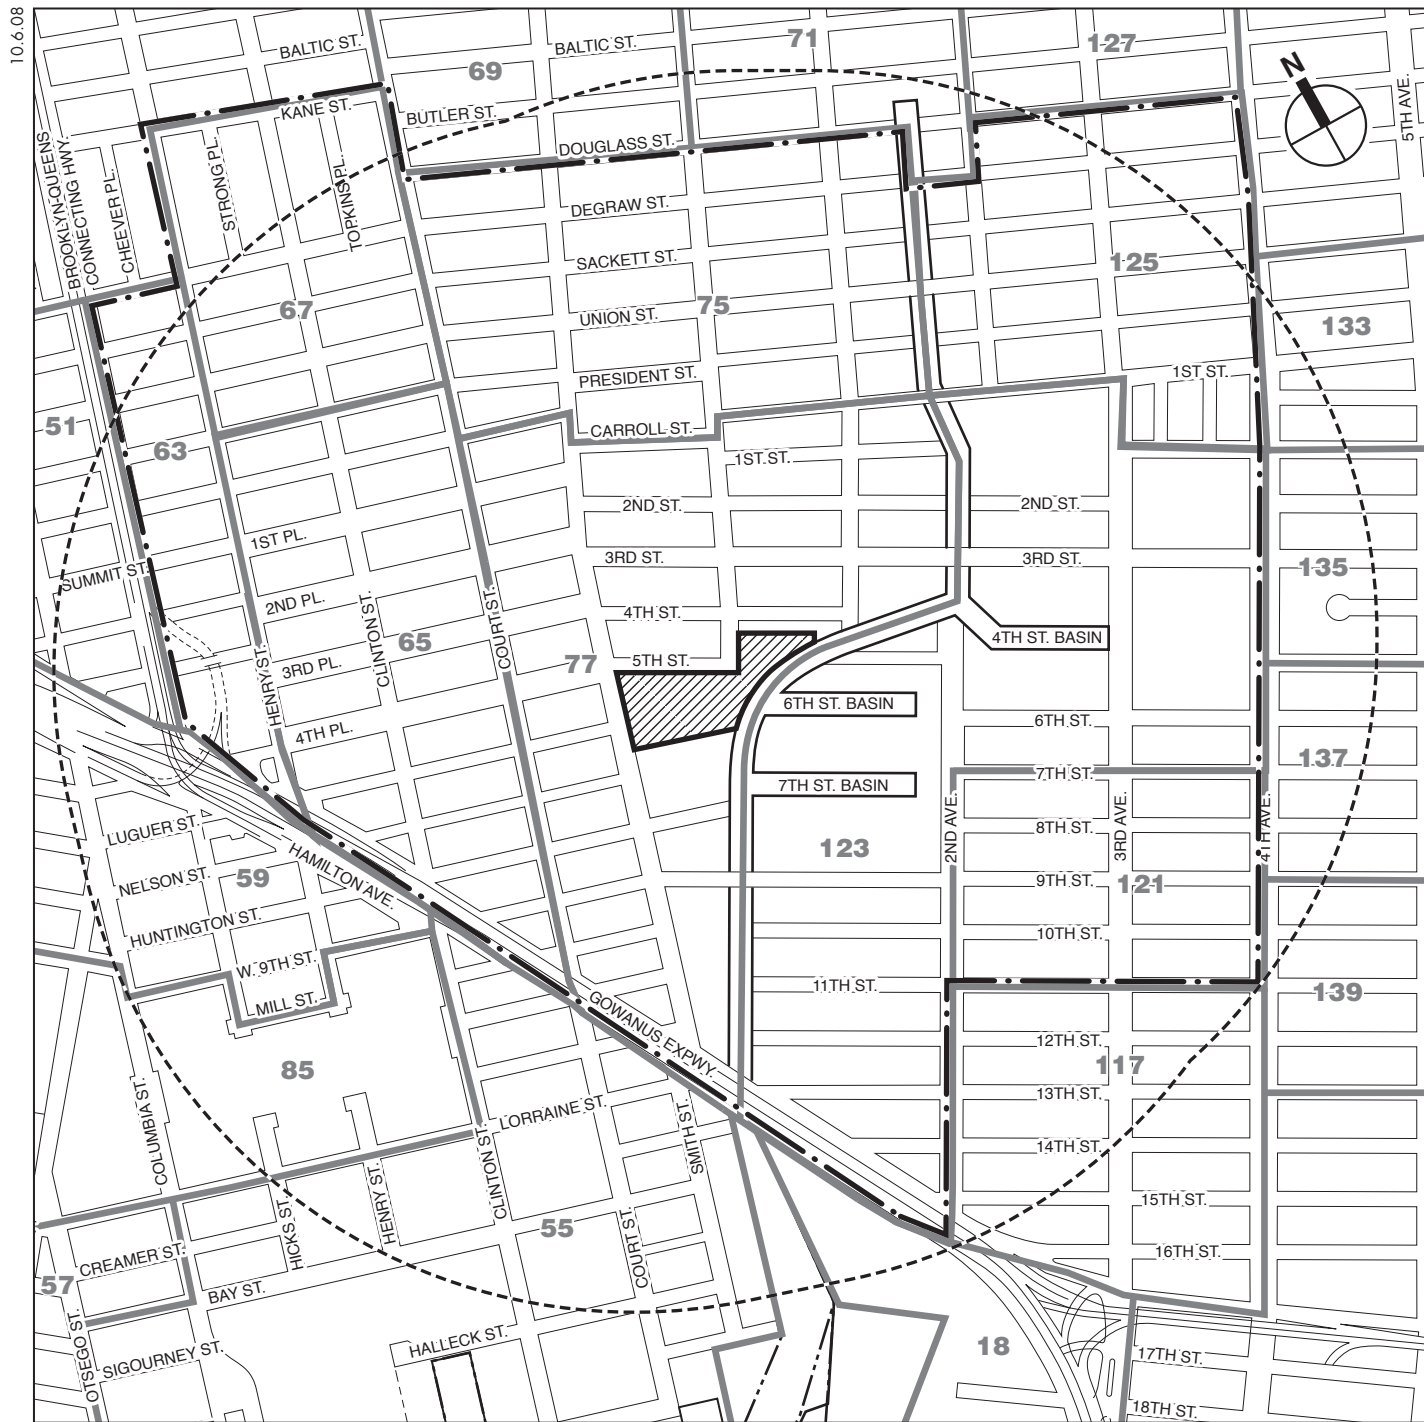 10.6.08
BALTIC ST.
BALTIC ST.
69
71
127
N
5TH AVE.
KANE ST.
BUTLER ST.
DOUGLASS ST.
BROOKLYN-QUEENS
CONNECTING HWY.
CHEEVER PL.
STRONG PL.
TOPKINS PL.
DEGRAW ST.
SACKETT ST.
UNION ST.
PRESIDENT ST.
CARROLL ST.
67
75
125
133
1ST ST.
51
63
1ST ST.
2ND ST.
2ND ST.
3RD ST.
3RD ST.
1ST PL.
SUMMIT ST.
2ND PL.
CLINTON ST.
COURT ST.
135
4TH ST.
4TH ST. BASIN
65
HENRY ST.
3RD PL.
77
5TH ST.
6TH ST. BASIN
4TH PL.
6TH ST.
137
7TH ST.
7TH ST. BASIN
LUGUER ST.
HAMILTON AVE.
123
2ND AVE.
8TH ST.
3RD AVE.
4TH AVE.
NELSON ST.
59
9TH ST.
121
HUNTINGTON ST.
10TH ST.
W. 9TH ST.
MILL ST.
11TH ST.
139
GOWANUS EXPWY.
12TH ST.
85
117
13TH ST.
COLUMBIA ST.
LORRAINE ST.
SMITH ST.
14TH ST.
CLINTON ST.
HENRY ST.
HICKS ST.
15TH ST.
55
COURT ST.
CREAMER ST.
16TH ST.
57
BAY ST.
OTSEGO ST.
SIGOURNEY ST.
HALLECK ST.
18
17TH ST.
18TH ST.